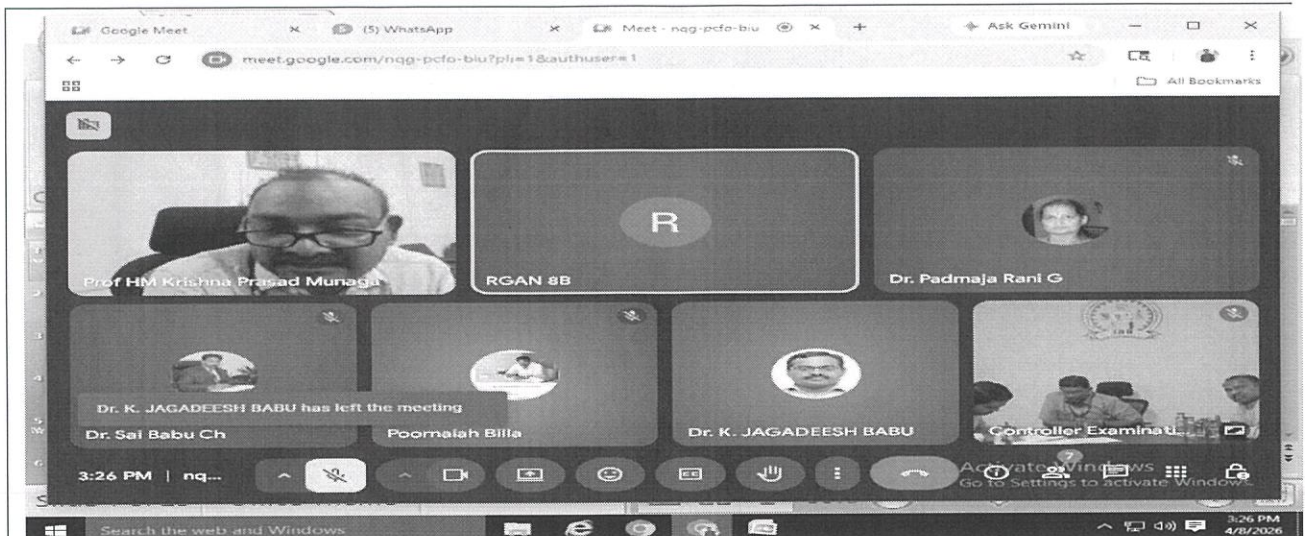 Google Meet
(5) WhatsApp
Meet - nqg-pcfo-biu
Ask Gemini
meet.google.com/nqg-pcfo-biu?pli=1&authuser=1
All Bookmarks
R
Prof HM Krishna Prasad Munaga
RGAN 8B
Dr. Padmaja Rani G
Dr. K. JAGADEESH BABU has left the meeting
Dr. Sai Babu Ch
Poornaiah Billa
Dr. K. JAGADEESH BABU
Controller Examinati...
3:26 PM | nq...
CC
7
Activate Windows
Go to Settings to activate Windows.
Search the web and Windows
3:26 PM
4/8/2026